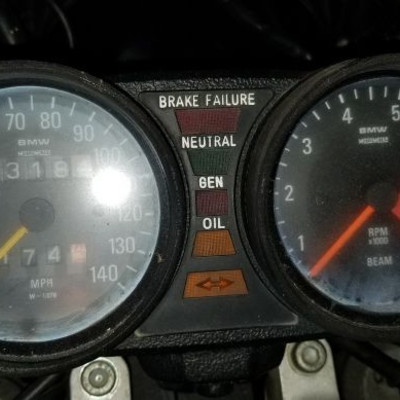 BRAKE FAILURE
NEUTRAL
GEN
OIL
70 80 90 100 120 130 140
BMW
MPH
1 2 3 4 5
BMW
RPM
x1000
BEAM